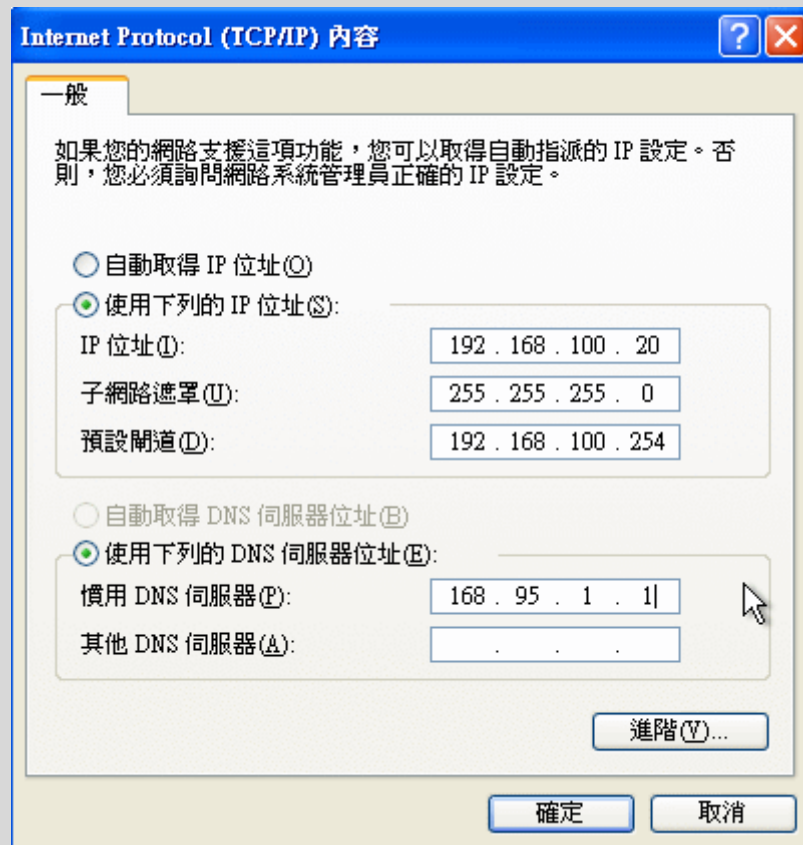 Internet Protocol (TCP/IP) 內容
一般
如果您的網路支援這項功能，您可以取得自動指派的 IP 設定。否
則，您必須詢問網路系統管理員正確的 IP 設定。
自動取得 IP 位址(O)
使用下列的 IP 位址(S):
IP 位址(I): 192 . 168 . 100 . 20
子網路遮罩(U): 255 . 255 . 255 . 0
預設閘道(D): 192 . 168 . 100 . 254
自動取得 DNS 伺服器位址(B)
使用下列的 DNS 伺服器位址(E):
慣用 DNS 伺服器(P): 168 . 95 . 1 . 1
其他 DNS 伺服器(A): . . .
進階(V)...
確定 取消